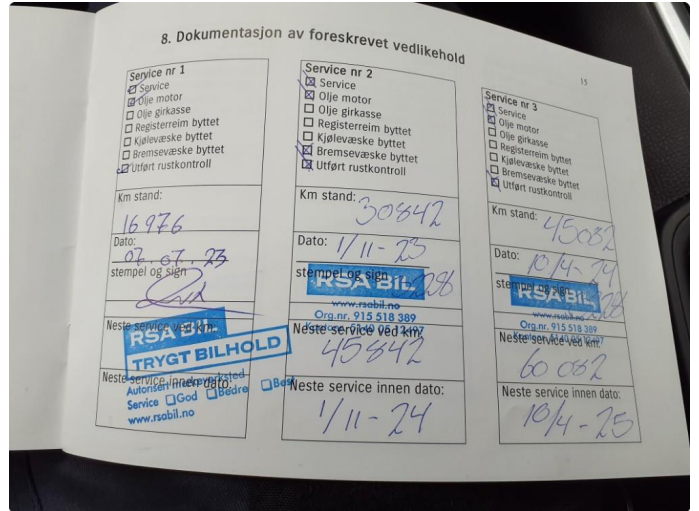 8. Dokumentasjon av foreskrevet vedlikehold
15
Service nr 1
Service
Olje motor
Olje girkasse
Registerreim byttet
Kjølevæske byttet
Bremsevæske byttet
Utført rustkontroll
Km stand:
16976
Dato:
07.07.23
stempel og sign
Neste service ved km:
RSA BIL
TRYGT BILHOLD
Neste service innen dato:
Autorisert
Service God Bedre Best
www.rsabil.no
Service nr 2
Service
Olje motor
Olje girkasse
Registerreim byttet
Kjølevæske byttet
Bremsevæske byttet
Utført rustkontroll
Km stand:
30842
Dato: 1/11-23
stempel og sign
RSA BIL
www.rsabil.no
Org.nr. 915 518 389
Neste service ved km:
45842
Neste service innen dato:
1/11-24
Service nr 3
Service
Olje motor
Olje girkasse
Registerreim byttet
Kjølevæske byttet
Bremsevæske byttet
Utført rustkontroll
Km stand:
45082
Dato: 10/4-24
stempel og sign
RSA BIL
www.rsabil.no
Org.nr. 915 518 389
Neste service ved km:
60082
Neste service innen dato:
10/4-25